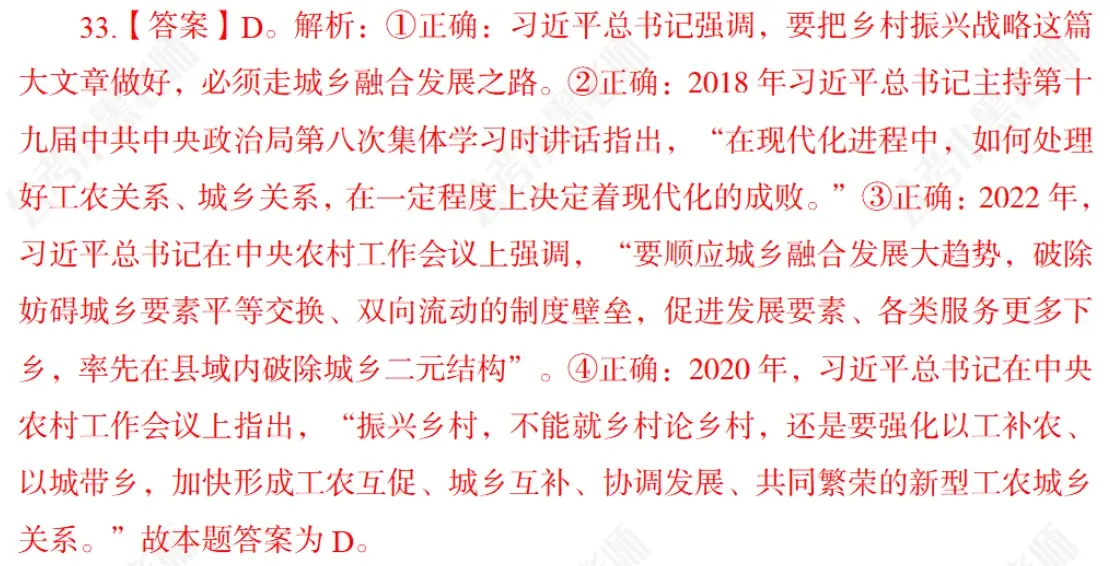 33.【答案】D。解析：①正确：习近平总书记强调，要把乡村振兴战略这篇
大文章做好，必须走城乡融合发展之路。②正确：2018 年习近平总书记主持第十
九届中共中央政治局第八次集体学习时讲话指出，“在现代化进程中，如何处理
好工农关系、城乡关系，在一定程度上决定着现代化的成败。”③正确：2022 年，
习近平总书记在中央农村工作会议上强调，“要顺应城乡融合发展大趋势，破除
妨碍城乡要素平等交换、双向流动的制度壁垒，促进发展要素、各类服务更多下
乡，率先在县域内破除城乡二元结构”。④正确：2020 年，习近平总书记在中央
农村工作会议上指出，“振兴乡村，不能就乡村论乡村，还是要强化以工补农、
以城带乡，加快形成工农互促、城乡互补、协调发展、共同繁荣的新型工农城乡
关系。”故本题答案为 D。